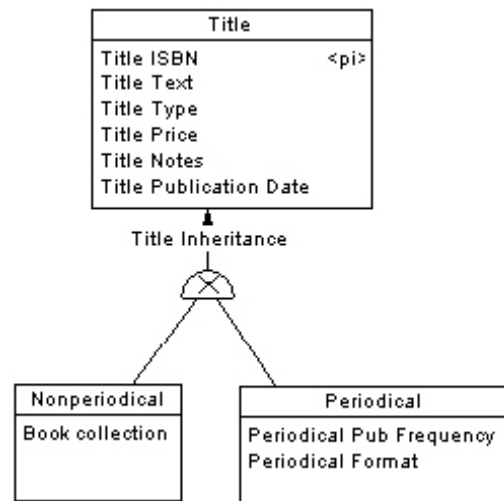 Title
Title ISBN <pi>
Title Text
Title Type
Title Price
Title Notes
Title Publication Date
Title Inheritance
Nonperiodical
Book collection
Periodical
Periodical Pub Frequency
Periodical Format